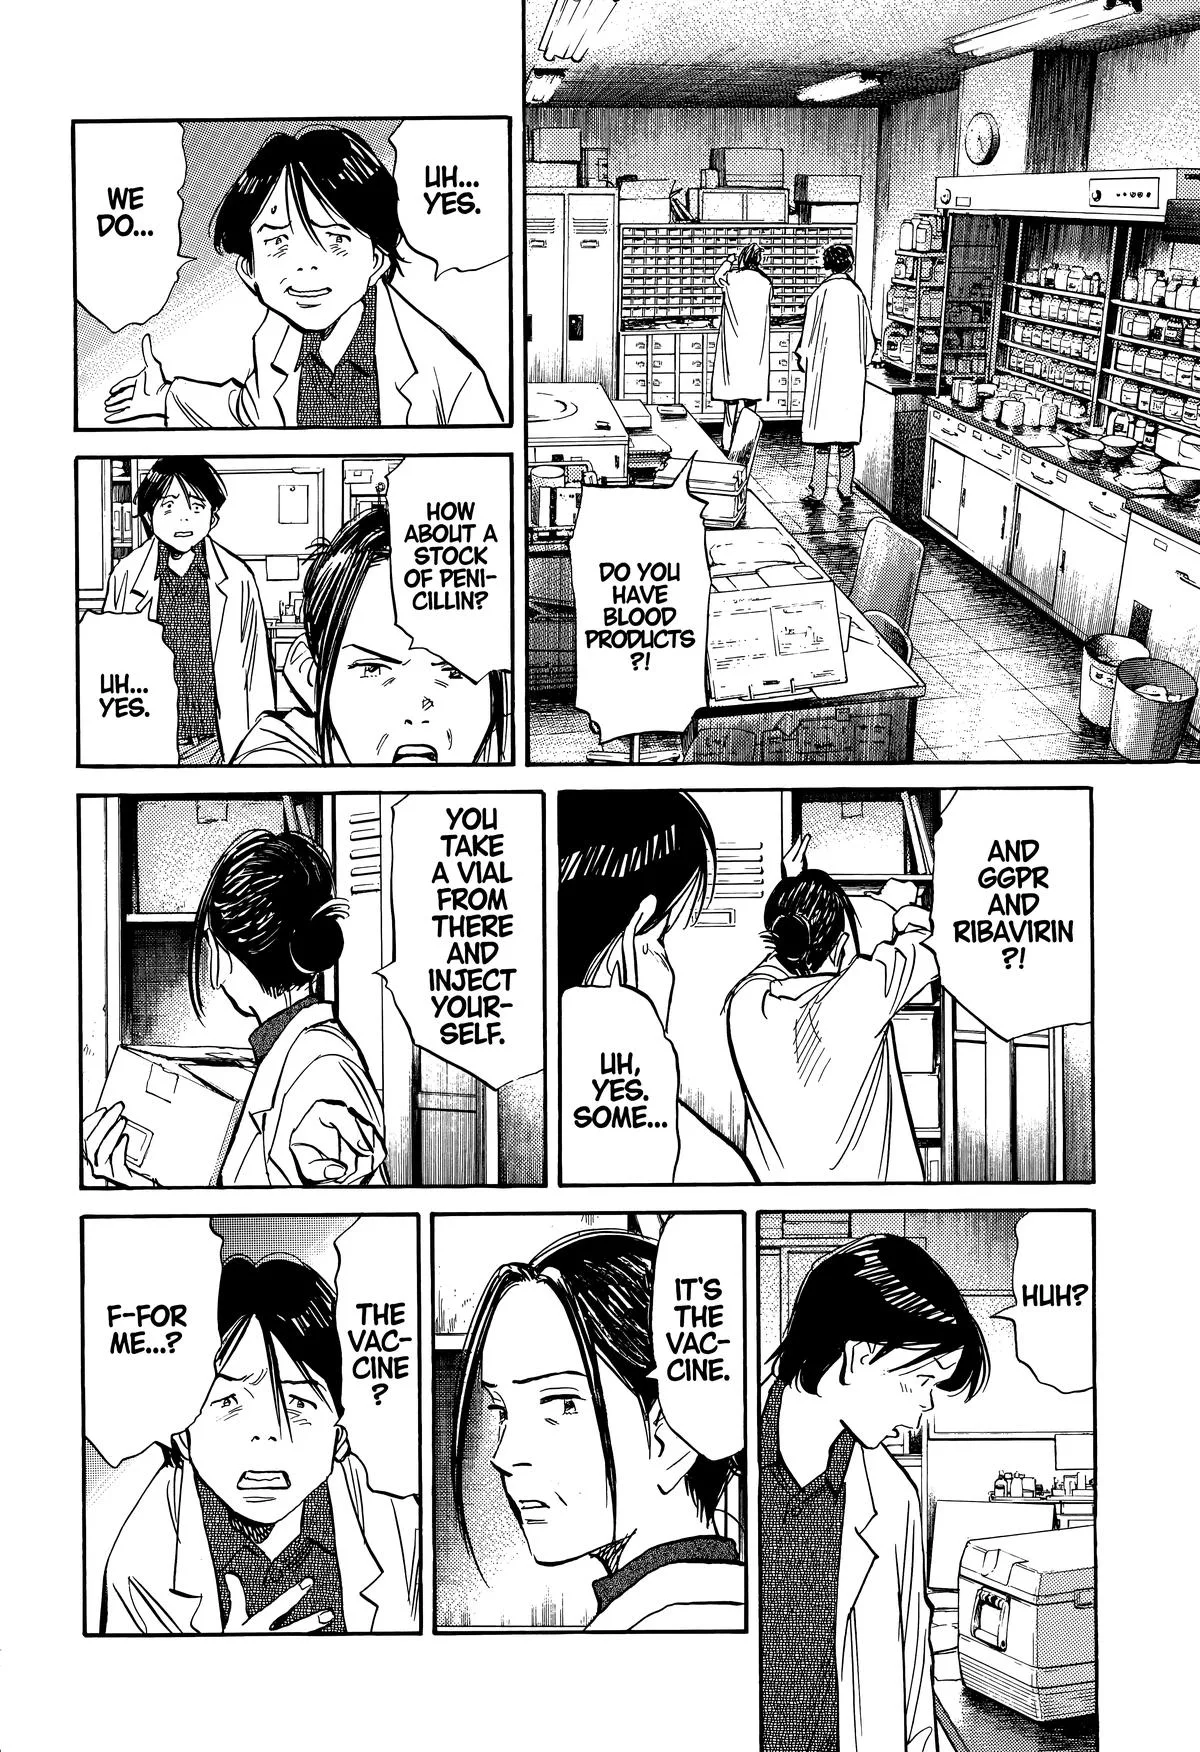 DO YOU
HAVE
BLOOD
PRODUCTS
?!
UH...
YES.
WE
DO...
HOW
ABOUT A
STOCK
OF PENI-
CILLIN?
UH...
YES.
AND
GGPR
AND
RIBAVIRIN
?!
UH,
YES.
SOME...
YOU
TAKE
A VIAL
FROM
THERE
AND
INJECT
YOUR-
SELF.
HUH?
IT'S
THE
VAC-
CINE.
THE
VAC-
CINE
?
F-FOR
ME...?